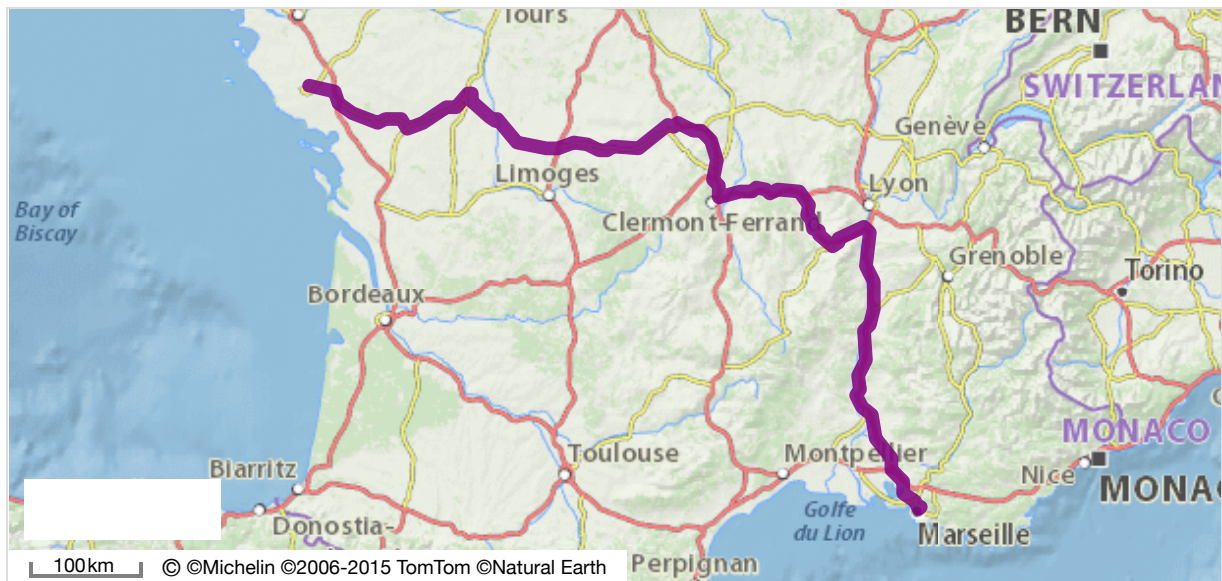 Tours
BERN
SWITZERLAN
Genève
Limoges
Lyon
Bay of
Biscay
Clermont-Ferrand
Grenoble
Torino
Bordeaux
MONACO
Toulouse
Montpellier
Biarritz
Nice
MONAC
Golfe
du Lion
Donostia-
Marseille
Perpignan
100km
© ©Michelin ©2006-2015 TomTom ©Natural Earth